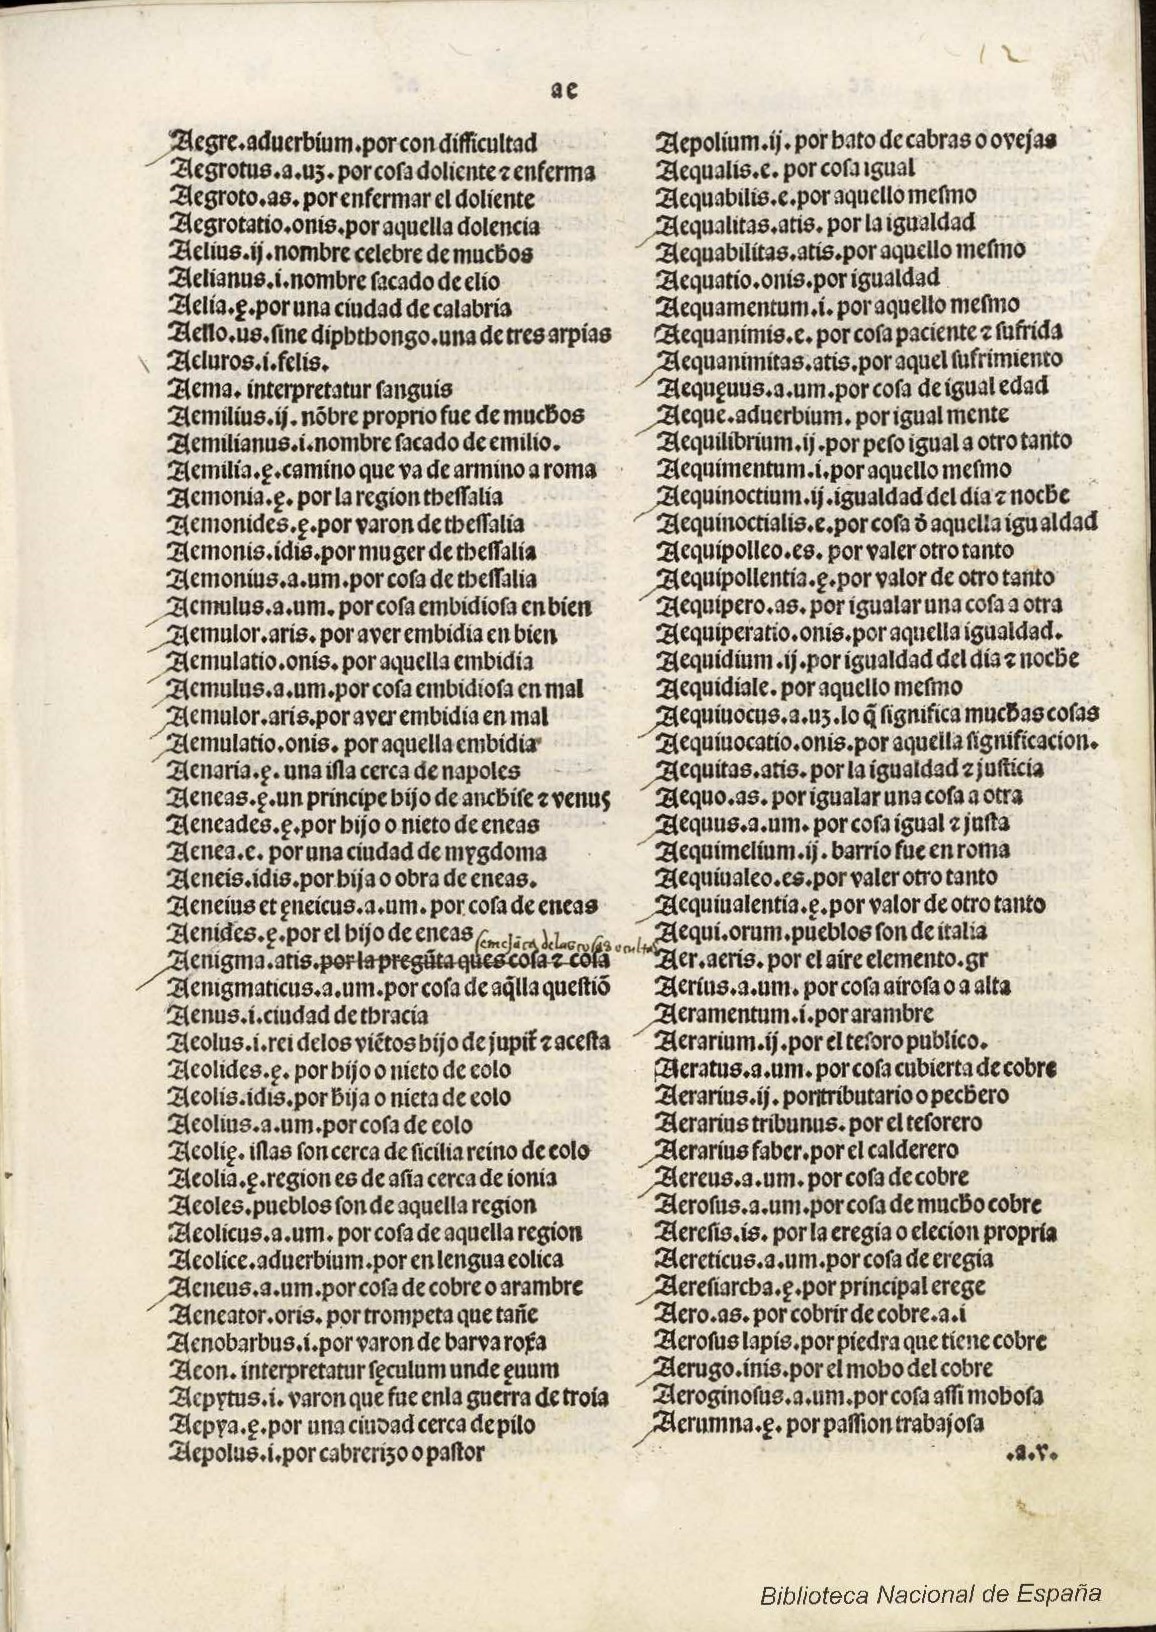 12
ae
Aegre.aduerbium.por con difficultad
Aegrotus.a.uʒ.por cosa doliente ⁊ enferma
Aegroto.as.por enfermar el doliente
Aegrotatio.onis.por aquella dolencia
Aelius.ij.nombre celebre de muchos
Aelianus.i.nombre sacado de elio
Aelia.ę.por una ciudad de calabria
Aello.us.sine diphthongo.una de tres arpias
Aeluros.i.felis.
Aema. interpretatur sanguis
Aemilius.ij. nõbre proprio fue de muchos
Aemilianus.i.nombre sacado de emilio.
Aemilia.ę.camino que va de armino a roma
Aemonia.ę. por la region thessalia
Aemonides.ę.por varon de thessalia
Aemonis.idis.por muger de thessalia
Aemonius.a.um.por cosa de thessalia
Aemulus.a.um. por cosa embidiosa en bien
Aemulor.aris. por aver embidia en bien
Aemulatio.onis. por aquella embidia
Aemulus.a.um.por cosa embidiosa en mal
Aemulor.aris.por aver embidia en mal
Aemulatio.onis. por aquella embidia
Aenaria.ę. una isla cerca de napoles
Aeneas.ę.un principe hijo de anchise ⁊ venus
Aeneades.ę.por hijo o nieto de eneas
Aenea.e. por una ciudad de mygdoma
Aeneis.idis.por hija o obra de eneas.
Aeneius et ęneicus.a.um. por cosa de eneas
Aenides.ę.por el hijo de eneas
semejãça de las cosas ocultas
Aenigma.atis.por la pregũta ques cosa ⁊ cosa
Aenigmaticus.a.um.por cosa de aq̃lla questiõ
Aenus.i.ciudad de thracia
Aeolus.i.rei delos viẽtos hijo de jupit̃ ⁊ acesta
Aeolides.ę. por hijo o nieto de eolo
Aeolis.idis.por hija o nieta de eolo
Aeolius.a.um.por cosa de eolo
Aeolię. islas son cerca de sicilia reino de eolo
Aeolia.ę.region es de asia cerca de ionia
Aeoles.pueblos son de aquella region
Aeolicus.a.um. por cosa de aquella region
Aeolice.aduerbium.por en lengua eolica
Aeneus.a.um.por cosa de cobre o arambre
Aeneator.oris. por trompeta que tañe
Aenobarbus.i.por varon de barva roxa
Aeon. interpretatur sęculum unde ęuum
Aepytus.i. varon que fue enla guerra de troia
Aepya.ę.por una ciudad cerca de pilo
Aepolus.i.por cabrerizo o pastor
Aepolium.ij. por hato de cabras o ovejas
Aequalis.e. por cosa igual
Aequabilis.e.por aquello mesmo
Aequalitas.atis. por la igualdad
Aequabilitas.atis.por aquello mesmo
Aequatio.onis.por igualdad
Aequamentum.i. por aquello mesmo
Aequanimis.e. por cosa paciente ⁊ sufrida
Aequanimitas.atis.por aquel sufrimiento
Aequęuus.a.um.por cosa de igual edad
Aeque.aduerbium. por igual mente
Aequilibrium.ij.por peso igual a otro tanto
Aequimentum.i.por aquello mesmo
Aequinoctium.ij.igualdad del dia ⁊ noche
Aequinoctialis.e.por cosa õ aquella igualdad
Aequipolleo.es. por valer otro tanto
Aequipollentia.ę.por valor de otro tanto
Aequipero.as. por igualar una cosa a otra
Aequiperatio.onis.por aquella igualdad.
Aequidium.ij.por igualdad del dia ⁊ noche
Aequidiale. por aquello mesmo
Aequiuocus.a.uʒ.lo q̃ significa muchas cosas
Aequiuocatio.onis.por aquella significacion.
Aequitas.atis. por la igualdad ⁊ justicia
Aequo.as. por igualar una cosa a otra
Aequus.a.um. por cosa igual ⁊ justa
Aequimelium.ij. barrio fue en roma
Aequiualeo.es.por valer otro tanto
Aequiualentia.ę.por valor de otro tanto
Aequi.orum.pueblos son de italia
Aer.aeris. por el aire elemento.gr
Aerius.a.um. por cosa airosa o a alta
Aeramentum.i.por arambre
Aerarium.ij.por el tesoro publico.
Aeratus.a.um. por cosa cubierta de cobre
Aerarius.ij. por tributario o pechero
Aerarius tribunus. por el tesorero
Aerarius faber.por el calderero
Aereus.a.um. por cosa de cobre
Aerosus.a.um.por cosa de mucho cobre
Aeresis.is. por la eregia o elecion propria
Aereticus.a.um.por cosa de eregia
Aeresiarcha.ę.por principal erege
Aero.as. por cobrir de cobre.a.i
Aerosus lapis.por piedra que tiene cobre
Aerugo.inis.por el moho del cobre
Aeroginosus.a.um.por cosa assi mohosa
Aerumna.ę. por passion trabajosa
.a.v.
Biblioteca Nacional de España